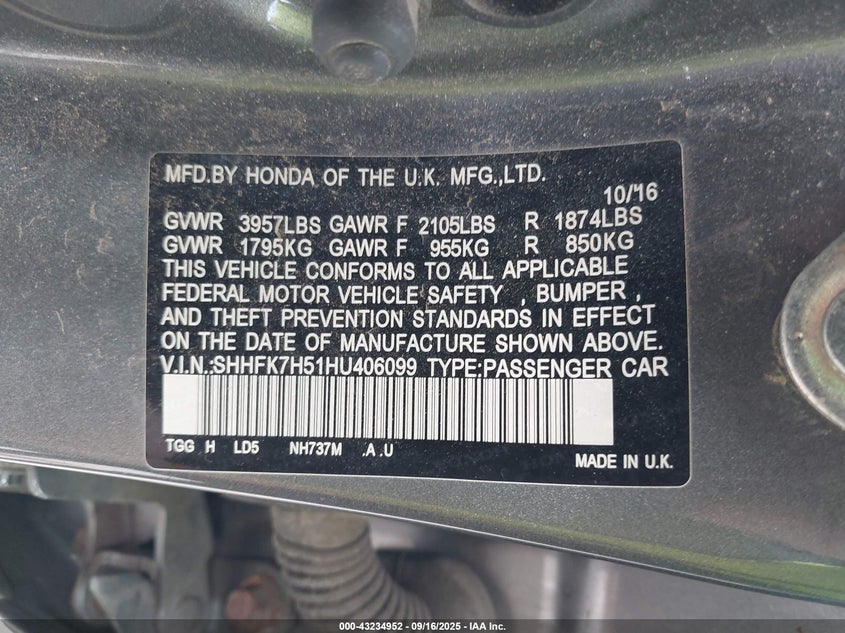 MFD.BY HONDA OF THE U.K. MFG.,LTD.
10/'16
GVWR 3957LBS GAWR F 2105LBS R 1874LBS
GVWR 1795KG GAWR F 955KG R 850KG
THIS VEHICLE CONFORMS TO ALL APPLICABLE
FEDERAL MOTOR VEHICLE SAFETY , BUMPER ,
AND THEFT PREVENTION STANDARDS IN EFFECT
ON THE DATE OF MANUFACTURE SHOWN ABOVE.
V.I.N.:SHHFK7H51HU406099 TYPE:PASSENGER CAR
TGG H LD5 NH737M .A .U
MADE IN U.K.
000-43234952 | 09/16/2025 | IAA Inc.